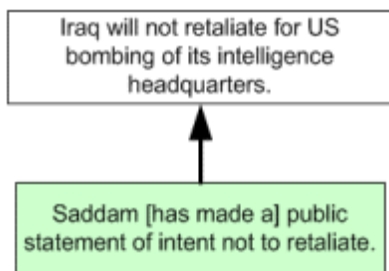 Iraq will not retaliate for US
bombing of its intelligence
headquarters.
Saddam [has made a] public
statement of intent not to retaliate.